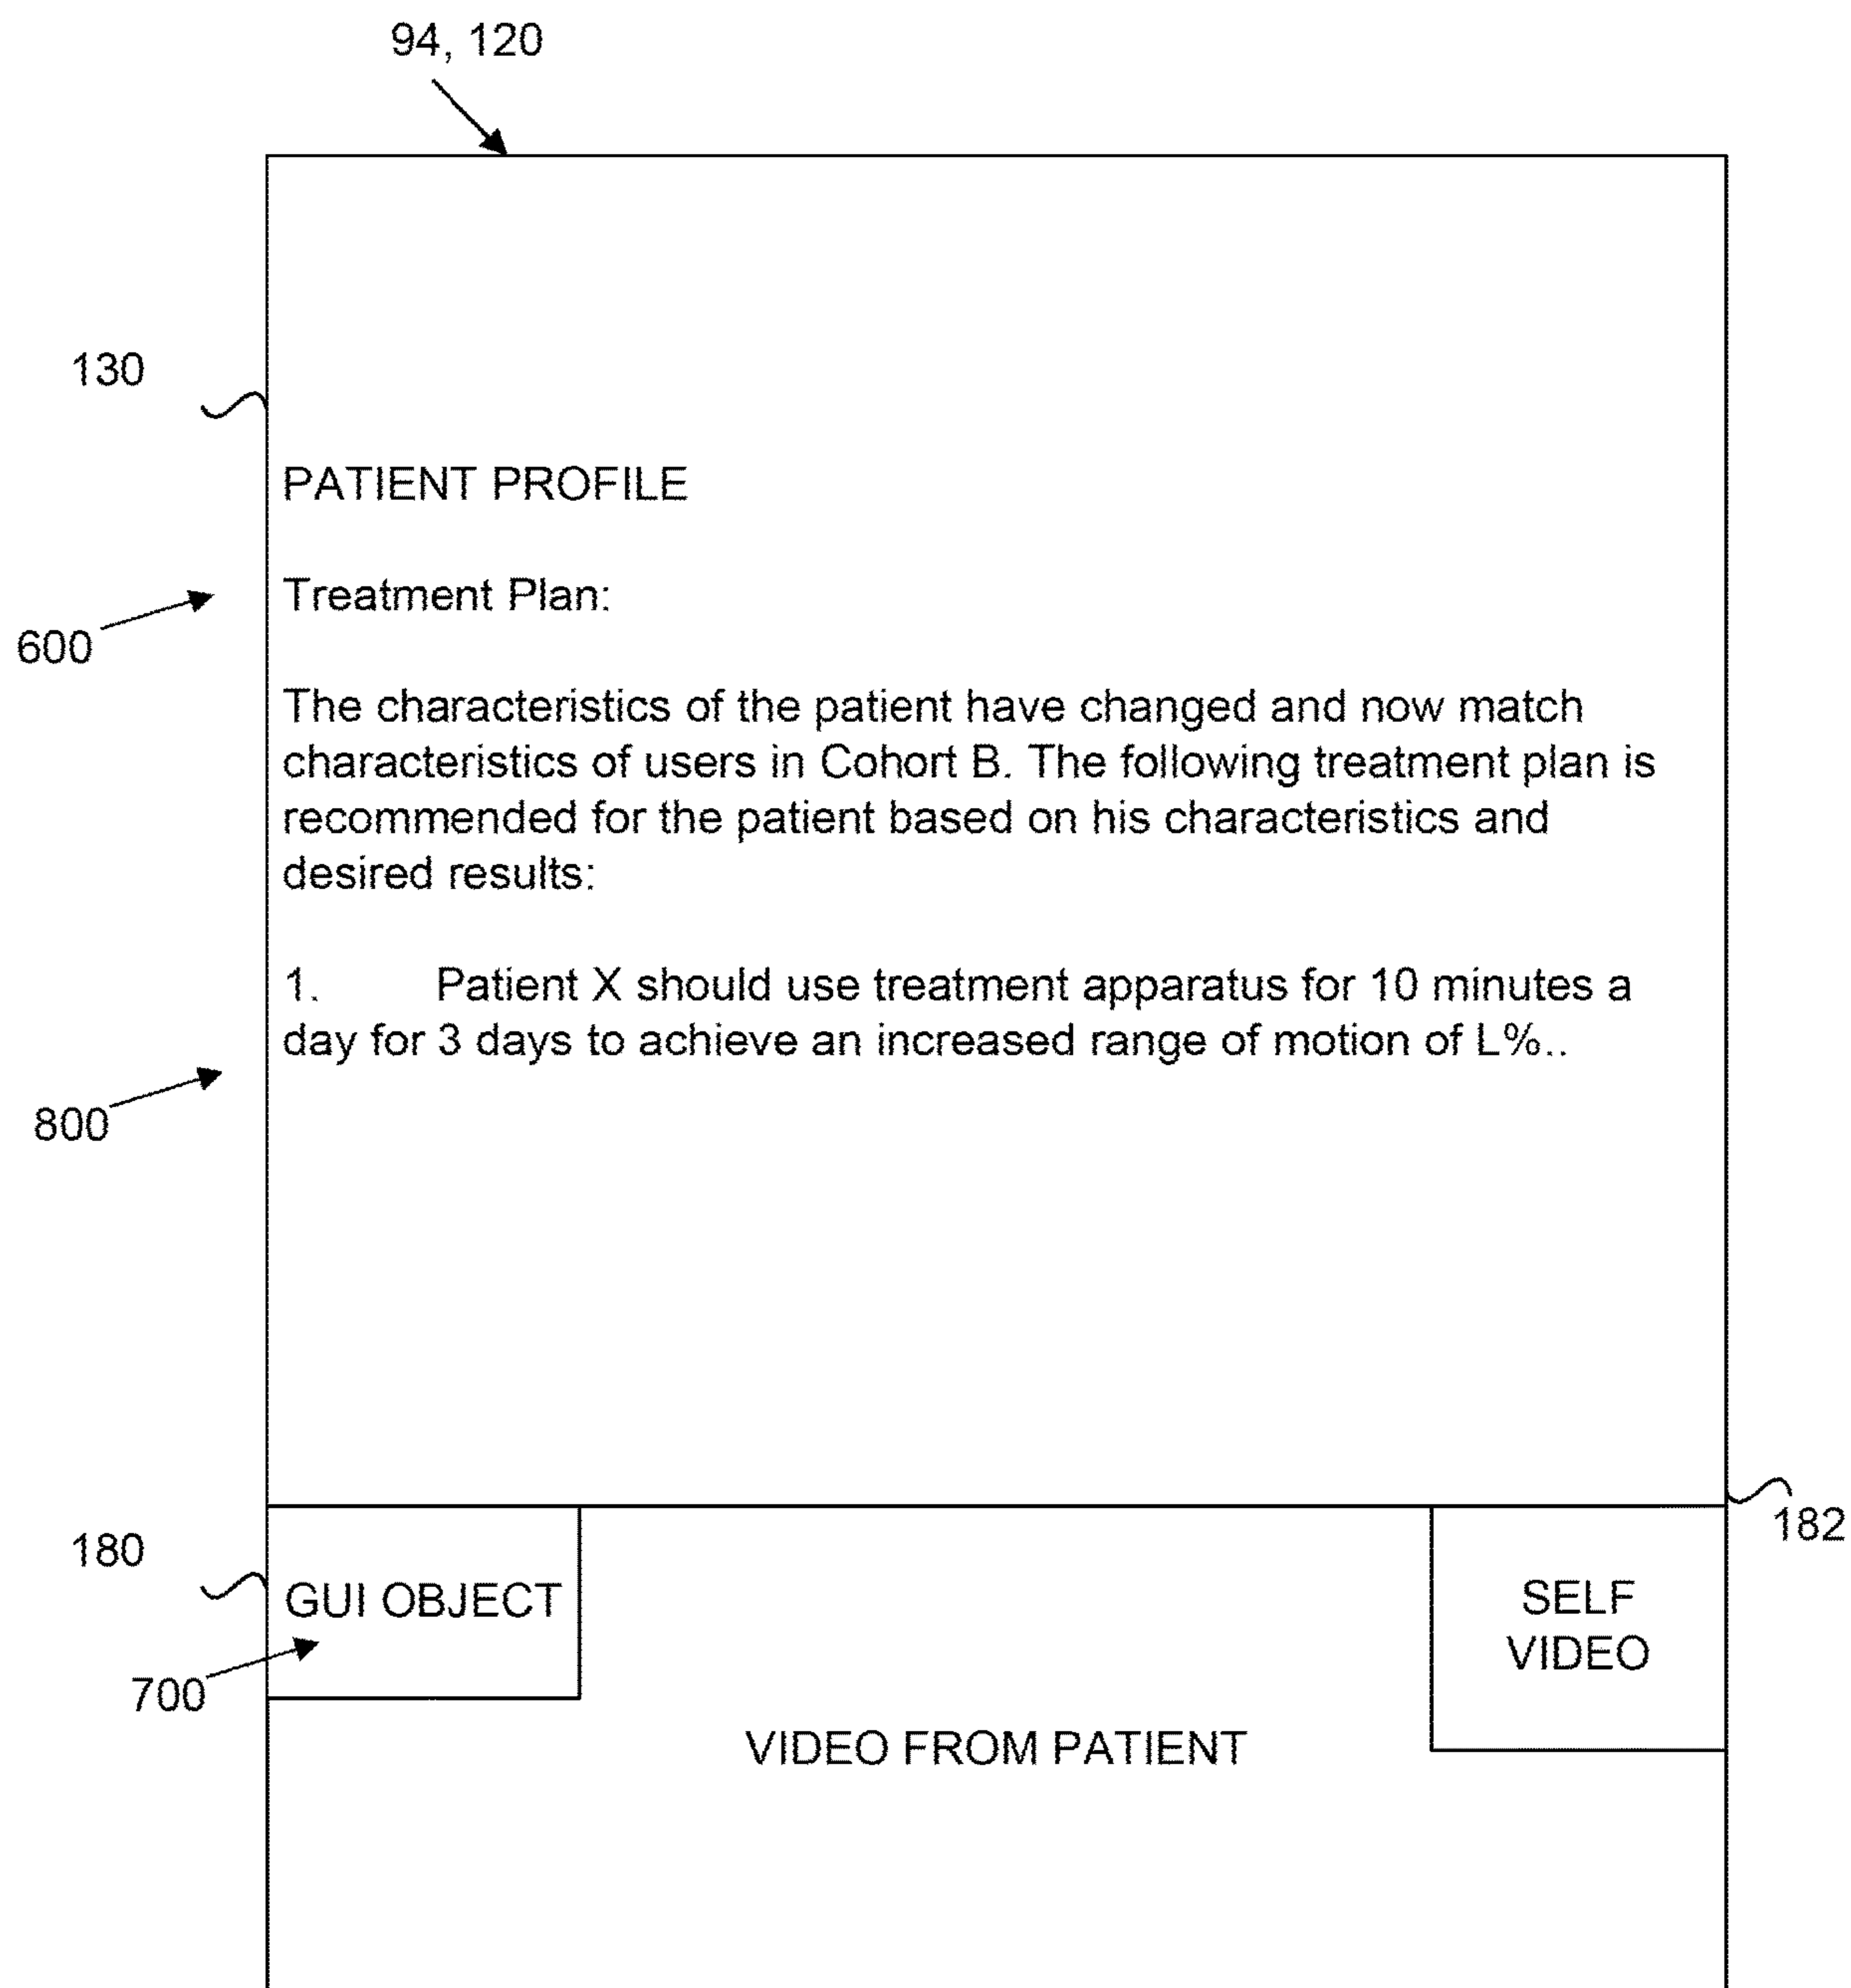 94, 120
130
PATIENT PROFILE
Treatment Plan:
600
The characteristics of the patient have changed and now match
characteristics of users in Cohort B. The following treatment plan is
recommended for the patient based on his characteristics and
desired results:
1. Patient X should use treatment apparatus for 10 minutes a
day for 3 days to achieve an increased range of motion of L%..
800
182
180
GUI OBJECT
SELF
VIDEO
700
VIDEO FROM PATIENT